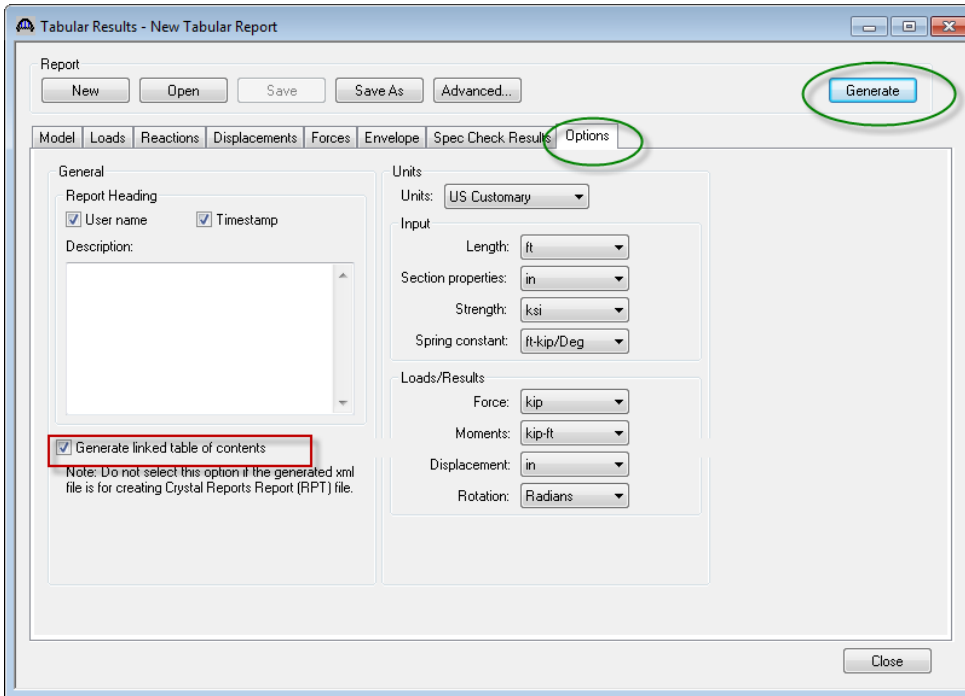 Tabular Results - New Tabular Report
Report
New Open Save Save As Advanced... Generate
Model Loads Reactions Displacements Forces Envelope Spec Check Results Options
General
Report Heading
User name Timestamp
Description:
Generate linked table of contents
Note: Do not select this option if the generated xml
file is for creating Crystal Reports Report (RPT) file.
Units
Units: US Customary
Input
Length: ft
Section properties: in
Strength: ksi
Spring constant: ft-kip/Deg
Loads/Results
Force: kip
Moments: kip-ft
Displacement: in
Rotation: Radians
Close